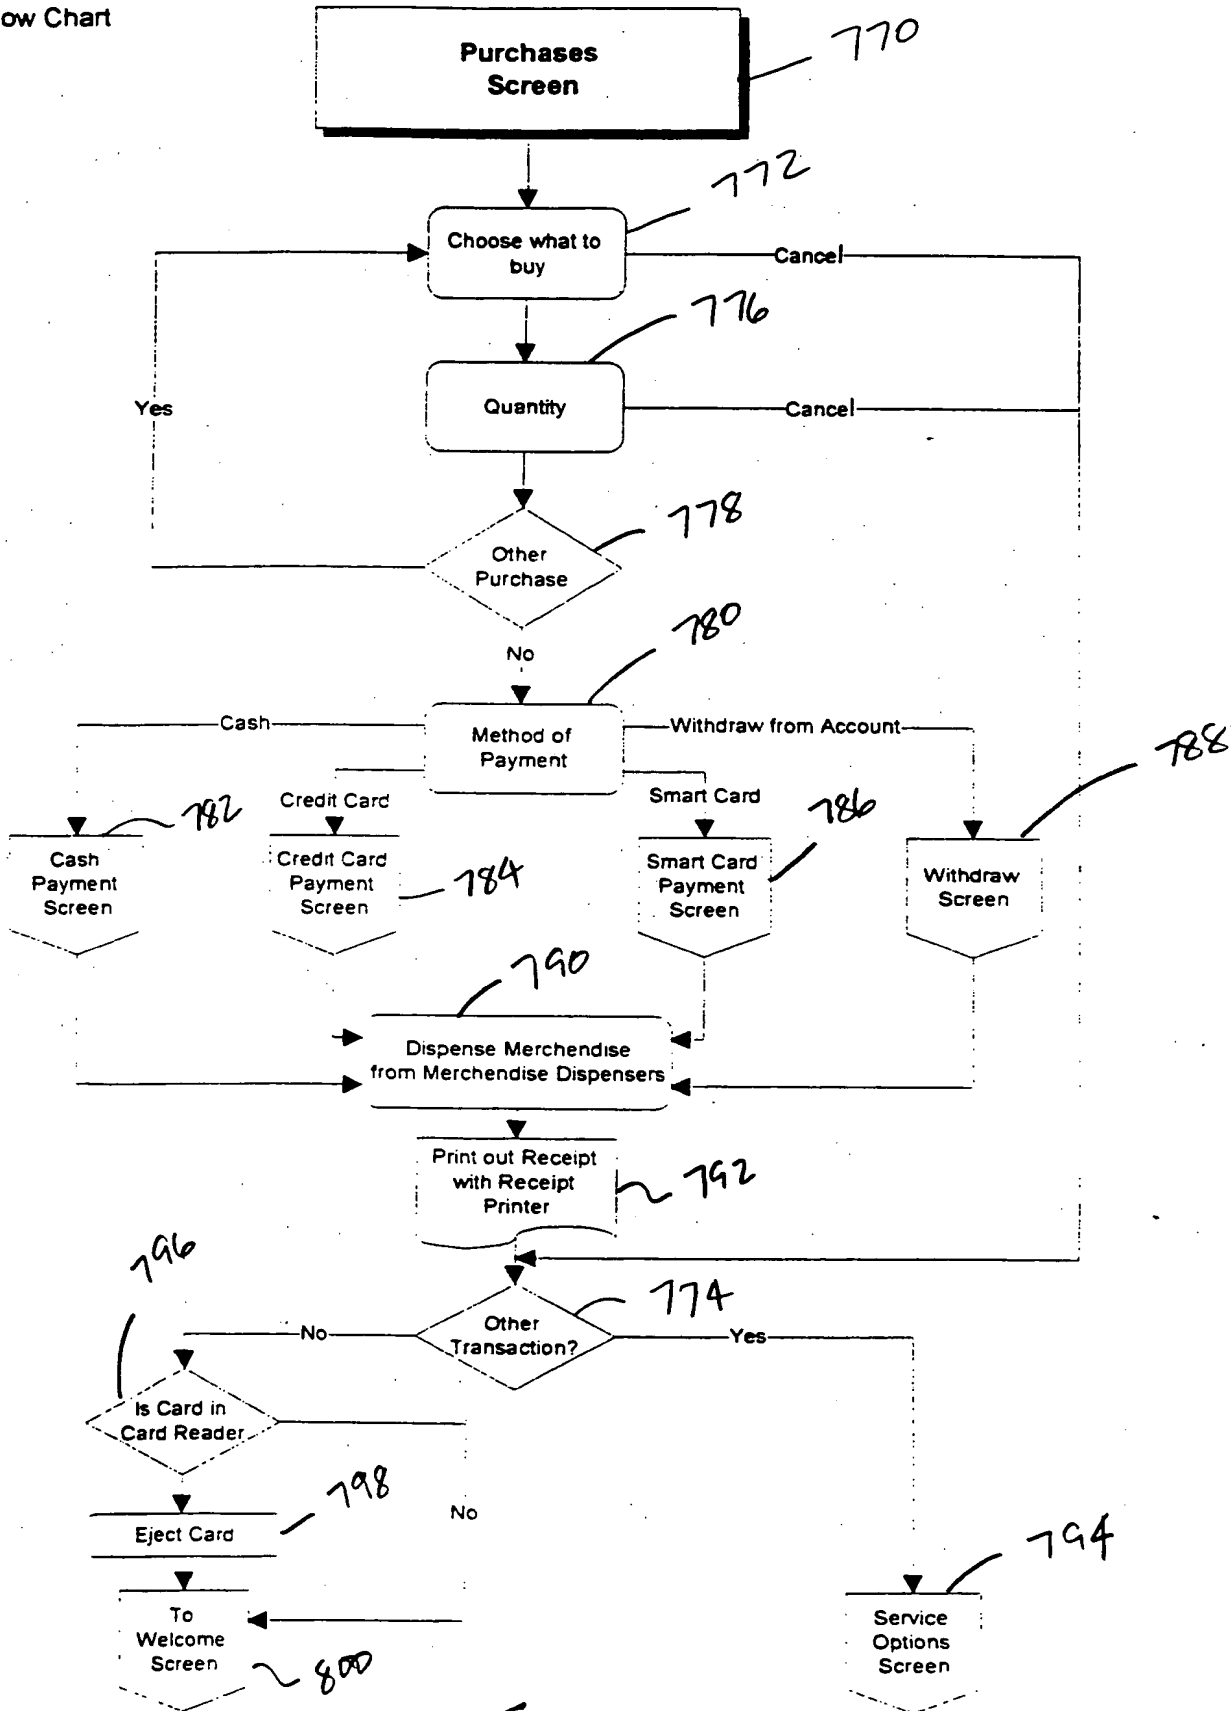 ow Chart
Purchases
Screen
770
772
Choose what to
buy
Cancel
776
Yes
Quantity
Cancel
778
Other
Purchase
780
No
Cash
Method of
Payment
Withdraw from Account
788
Credit Card
Smart Card
782
786
Cash
Payment
Screen
Credit Card
Payment
Screen
784
Smart Card
Payment
Screen
Withdraw
Screen
790
Dispense Merchendise
from Merchendise Dispensers
Print out Receipt
with Receipt
Printer
792
796
774
No
Other
Transaction?
Yes
Is Card in
Card Reader
798
No
Eject Card
794
To
Welcome
Screen
800
Service
Options
Screen